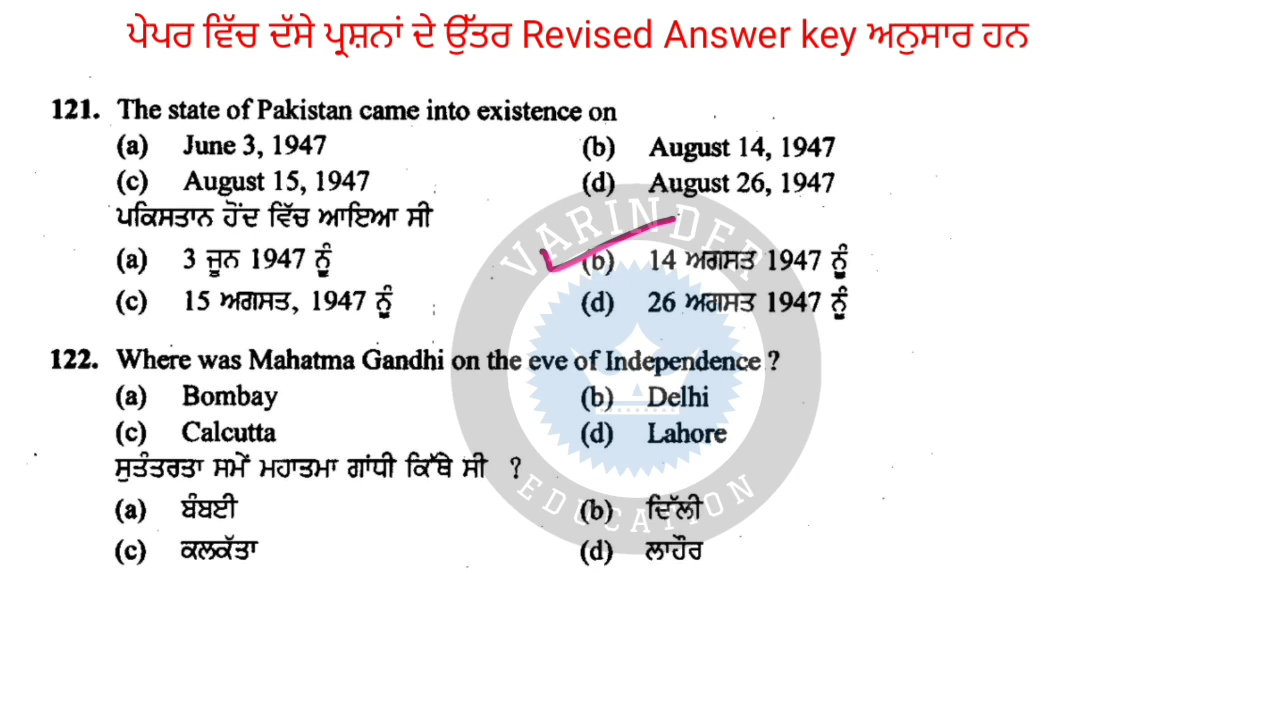 ਪੇਪਰ ਵਿੱਚ ਦੱਸੇ ਪ੍ਰਸ਼ਨਾਂ ਦੇ ਉੱਤਰ Revised Answer key ਅਨੁਸਾਰ ਹਨ
121. The state of Pakistan came into existence on
(a) June 3, 1947 (b) August 14, 1947
(c) August 15, 1947 (d) August 26, 1947
ਪਕਿਸਤਾਨ ਹੋਂਦ ਵਿੱਚ ਆਇਆ ਸੀ
(a) 3 ਜੂਨ 1947 ਨੂੰ (b) 14 ਅਗਸਤ 1947 ਨੂੰ
(c) 15 ਅਗਸਤ, 1947 ਨੂੰ (d) 26 ਅਗਸਤ 1947 ਨੂੰ
122. Where was Mahatma Gandhi on the eve of Independence ?
(a) Bombay (b) Delhi
(c) Calcutta (d) Lahore
ਸੁਤੰਤਰਤਾ ਸਮੇਂ ਮਹਾਤਮਾ ਗਾਂਧੀ ਕਿੱਥੇ ਸੀ ?
(a) ਬੰਬਈ (b) ਦਿੱਲੀ
(c) ਕਲਕੱਤਾ (d) ਲਾਹੌਰ
VARINDER
EDUCATION